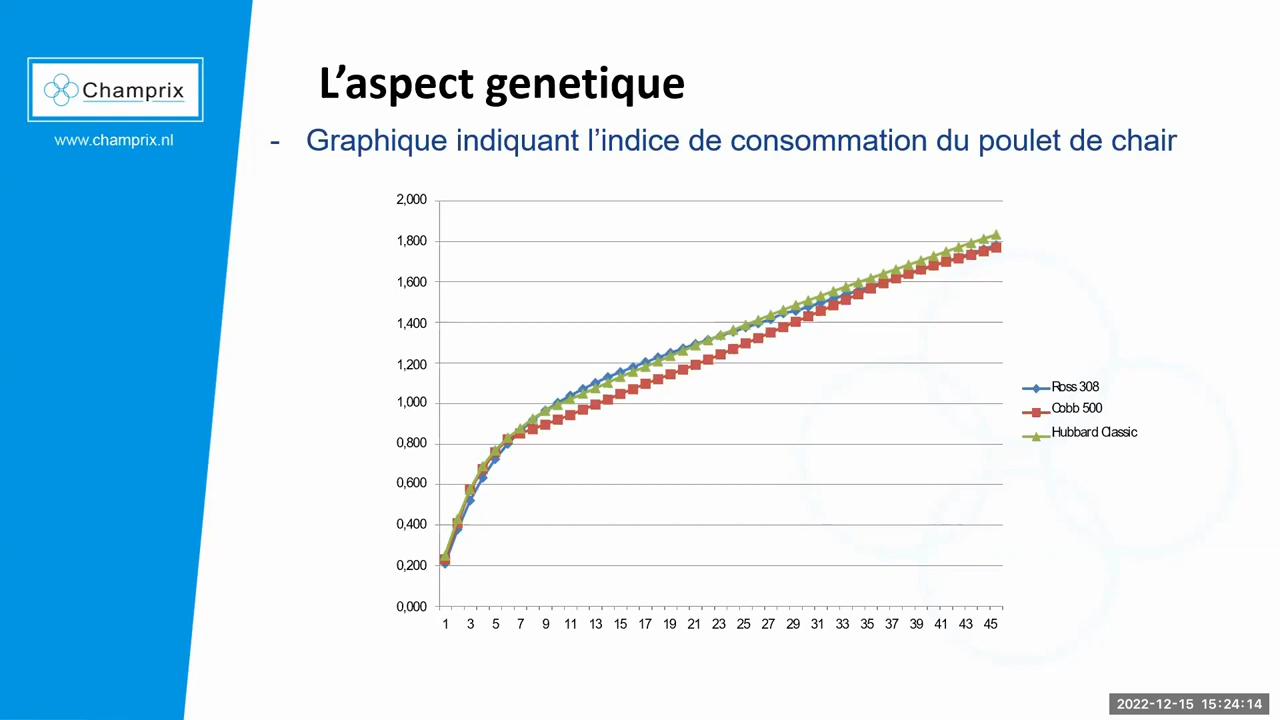 Champrix
www.champrix.nl
L’aspect genetique
- Graphique indiquant l’indice de consommation du poulet de chair
2,000
1,800
1,600
1,400
1,200
1,000
0,800
0,600
0,400
0,200
0,000
1 3 5 7 9 11 13 15 17 19 21 23 25 27 29 31 33 35 37 39 41 43 45
Ross 308
Cobb 500
Hubbard Classic
2022-12-15 15:24:14